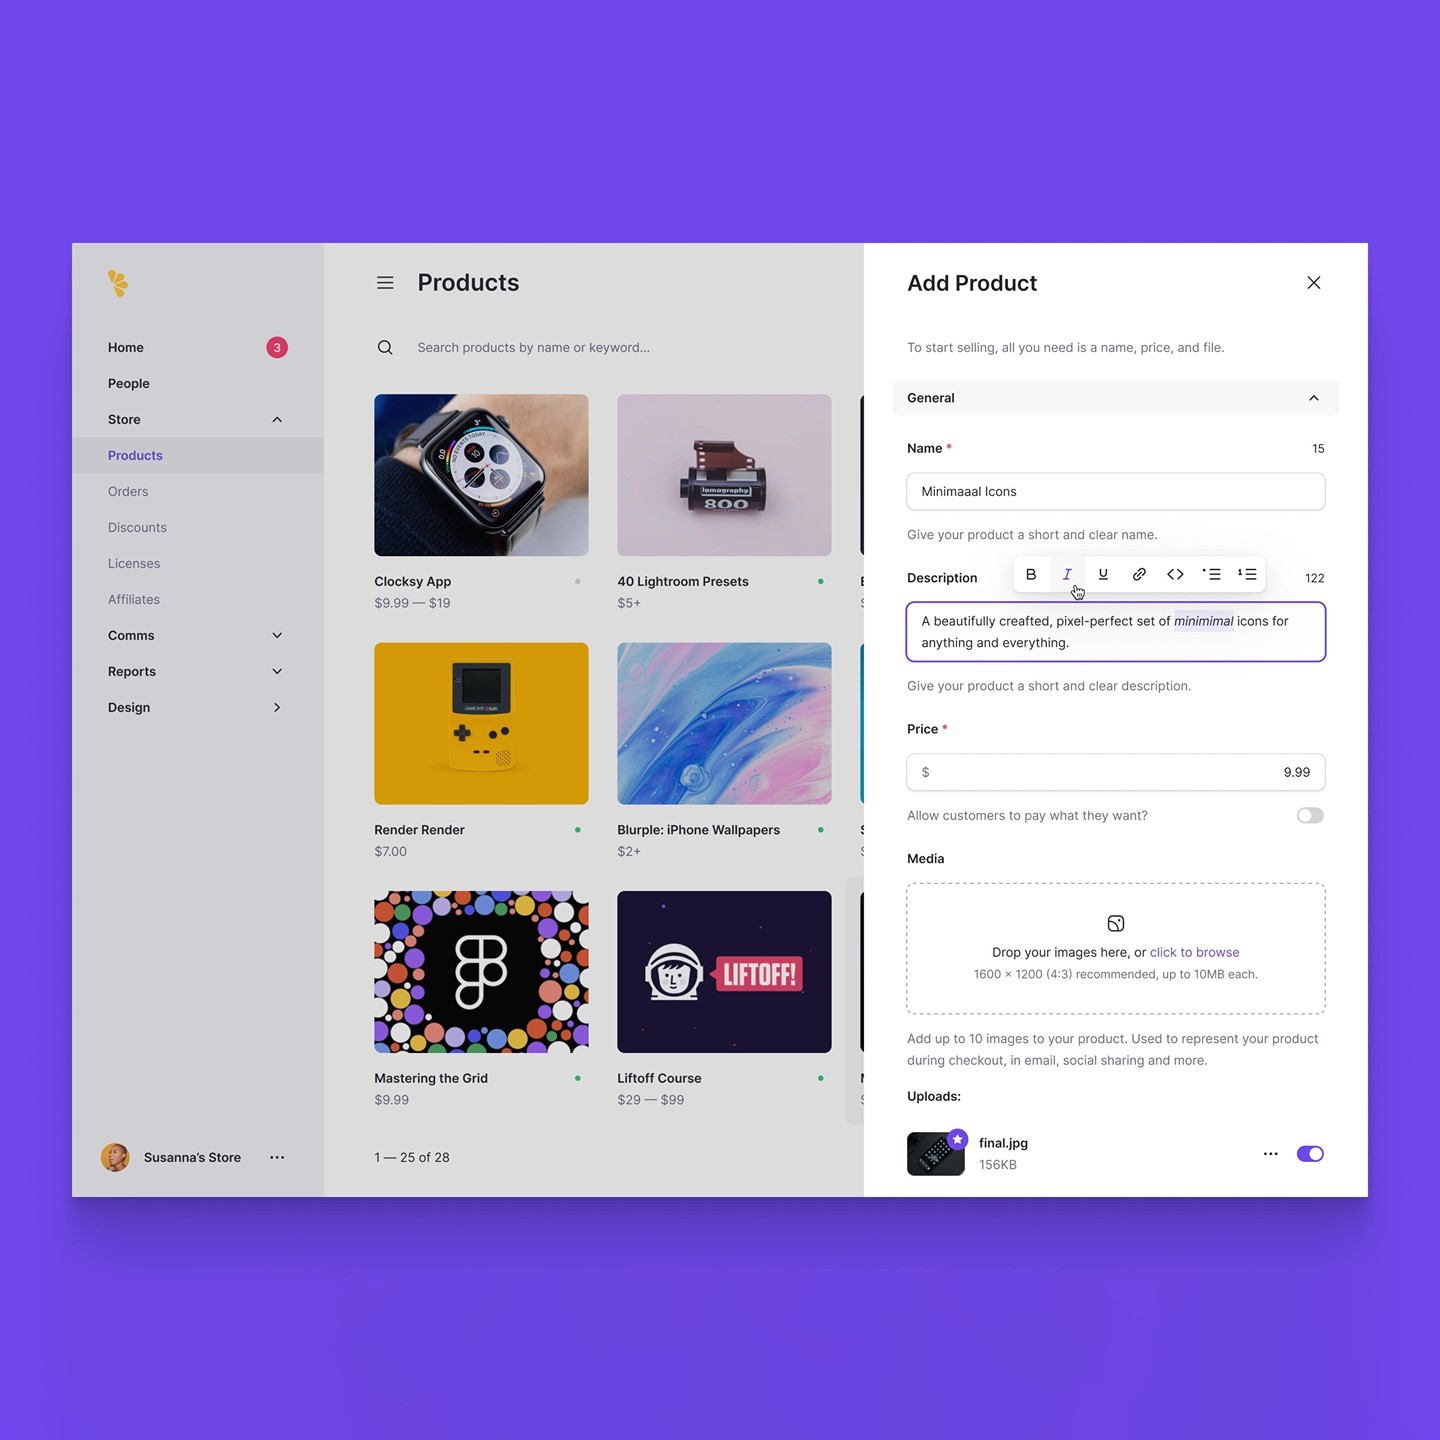 Home
3
People
Store
Products
Orders
Discounts
Licenses
Affiliates
Comms
Reports
Design
Susanna's Store
Products
Search products by name or keyword...
NO EVENTS TODAY
lomography
800
Clocksy App
$9.99 — $19
40 Lightroom Presets
$5+
GAME BOY COLOR
Render Render
$7.00
Blurple: iPhone Wallpapers
$2+
LIFTOFF!
Mastering the Grid
$9.99
Liftoff Course
$29 — $99
1 — 25 of 28
Add Product
To start selling, all you need is a name, price, and file.
General
Name *
15
Minimaaal Icons
Give your product a short and clear name.
Description
B I U
122
A beautifully creafted, pixel-perfect set of minimimal icons for
anything and everything.
Give your product a short and clear description.
Price *
$
9.99
Allow customers to pay what they want?
Media
Drop your images here, or click to browse
1600 × 1200 (4:3) recommended, up to 10MB each.
Add up to 10 images to your product. Used to represent your product
during checkout, in email, social sharing and more.
Uploads:
final.jpg
156KB